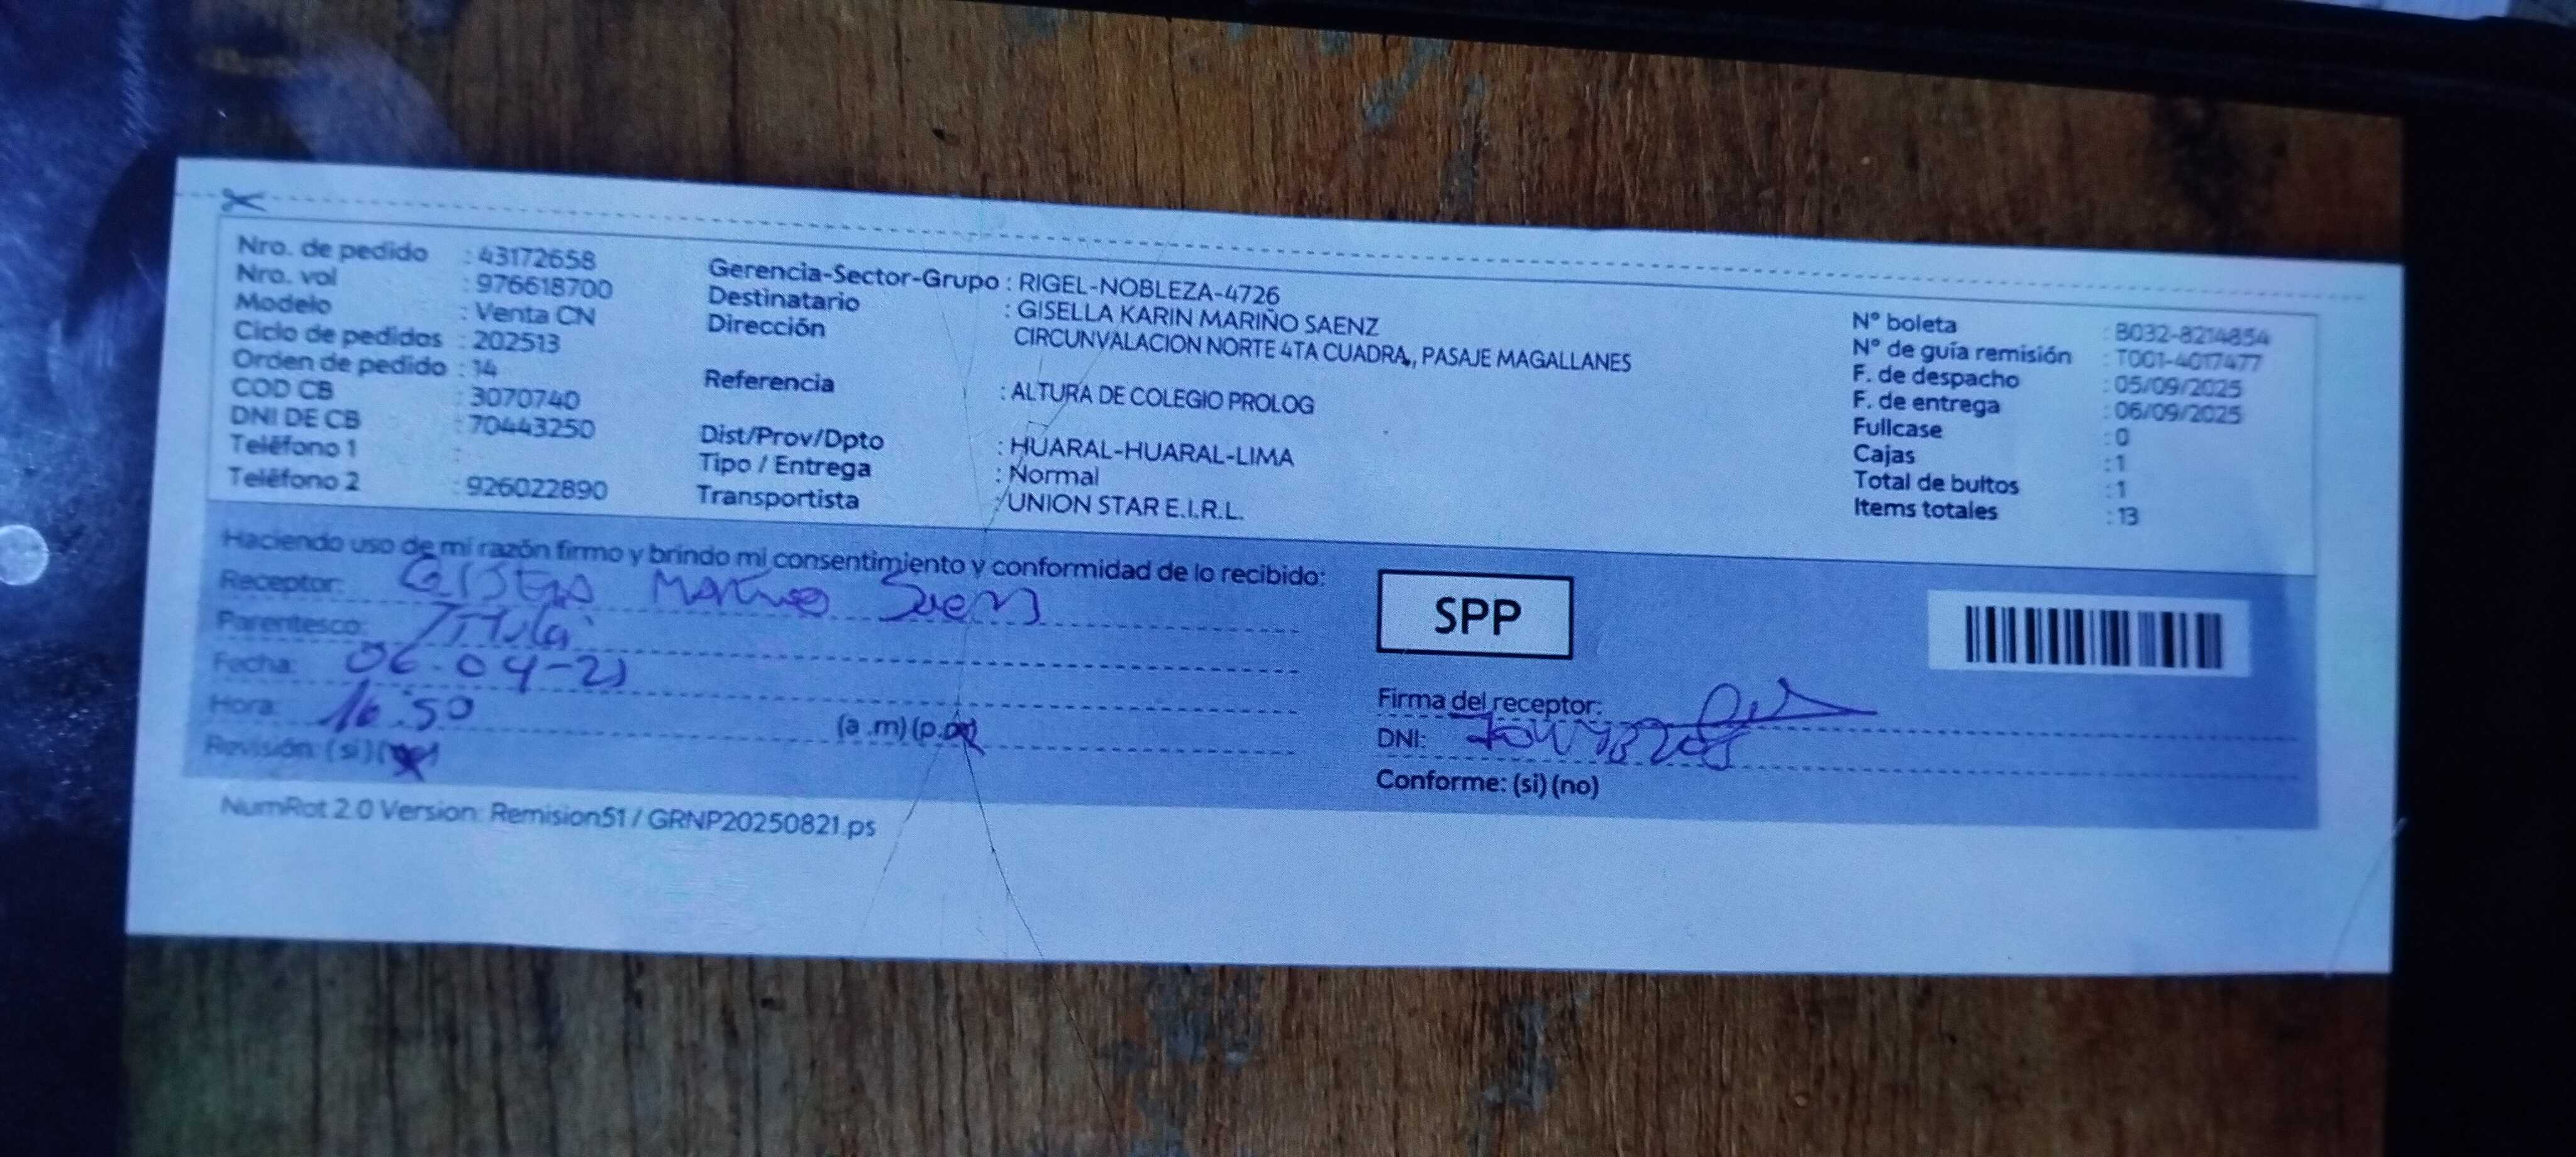 Nro. de pedido : 43172658
Nro. vol : 976618700
Modelo : Venta CN
Ciclo de pedidos : 202513
Orden de pedido : 14
COD CB : 3070740
DNI DE CB : 70443250
Teléfono 1 :
Teléfono 2 : 926022890
Gerencia-Sector-Grupo : RIGEL-NOBLEZA-4726
Destinatario : GISELLA KARIN MARIÑO SAENZ
Dirección CIRCUNVALACION NORTE 4TA CUADRA,, PASAJE MAGALLANES
Referencia : ALTURA DE COLEGIO PROLOG
Dist/Prov/Dpto : HUARAL-HUARAL-LIMA
Tipo / Entrega : Normal
Transportista : UNION STAR E.I.R.L.
N° boleta : B032-8214854
N° de guía remisión : T001-4017477
F. de despacho : 05/09/2025
F. de entrega : 06/09/2025
Fullcase : 0
Cajas : 1
Total de bultos : 1
Items totales : 13
Haciendo uso de mi razón firmo y brindo mi consentimiento y conformidad de lo recibido:
Receptor: Saenz
Parentesco: Titular
Fecha:
Hora: 16:50 (a .m) (p.
Revisión: (si) (
SPP
Firma del receptor:
DNI:
Conforme: (si) (no)
NumRot 2.0 Version: Remision51 / GRNP20250821.ps